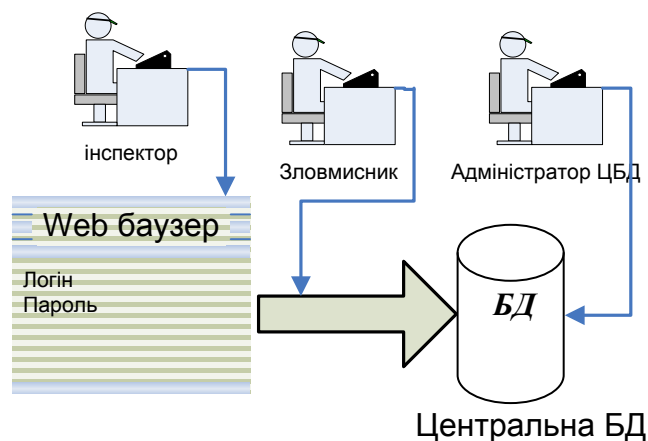 інспектор
Зловмисник
Адміністратор ЦБД
Web баузер
Логін
Пароль
БД
Центральна БД